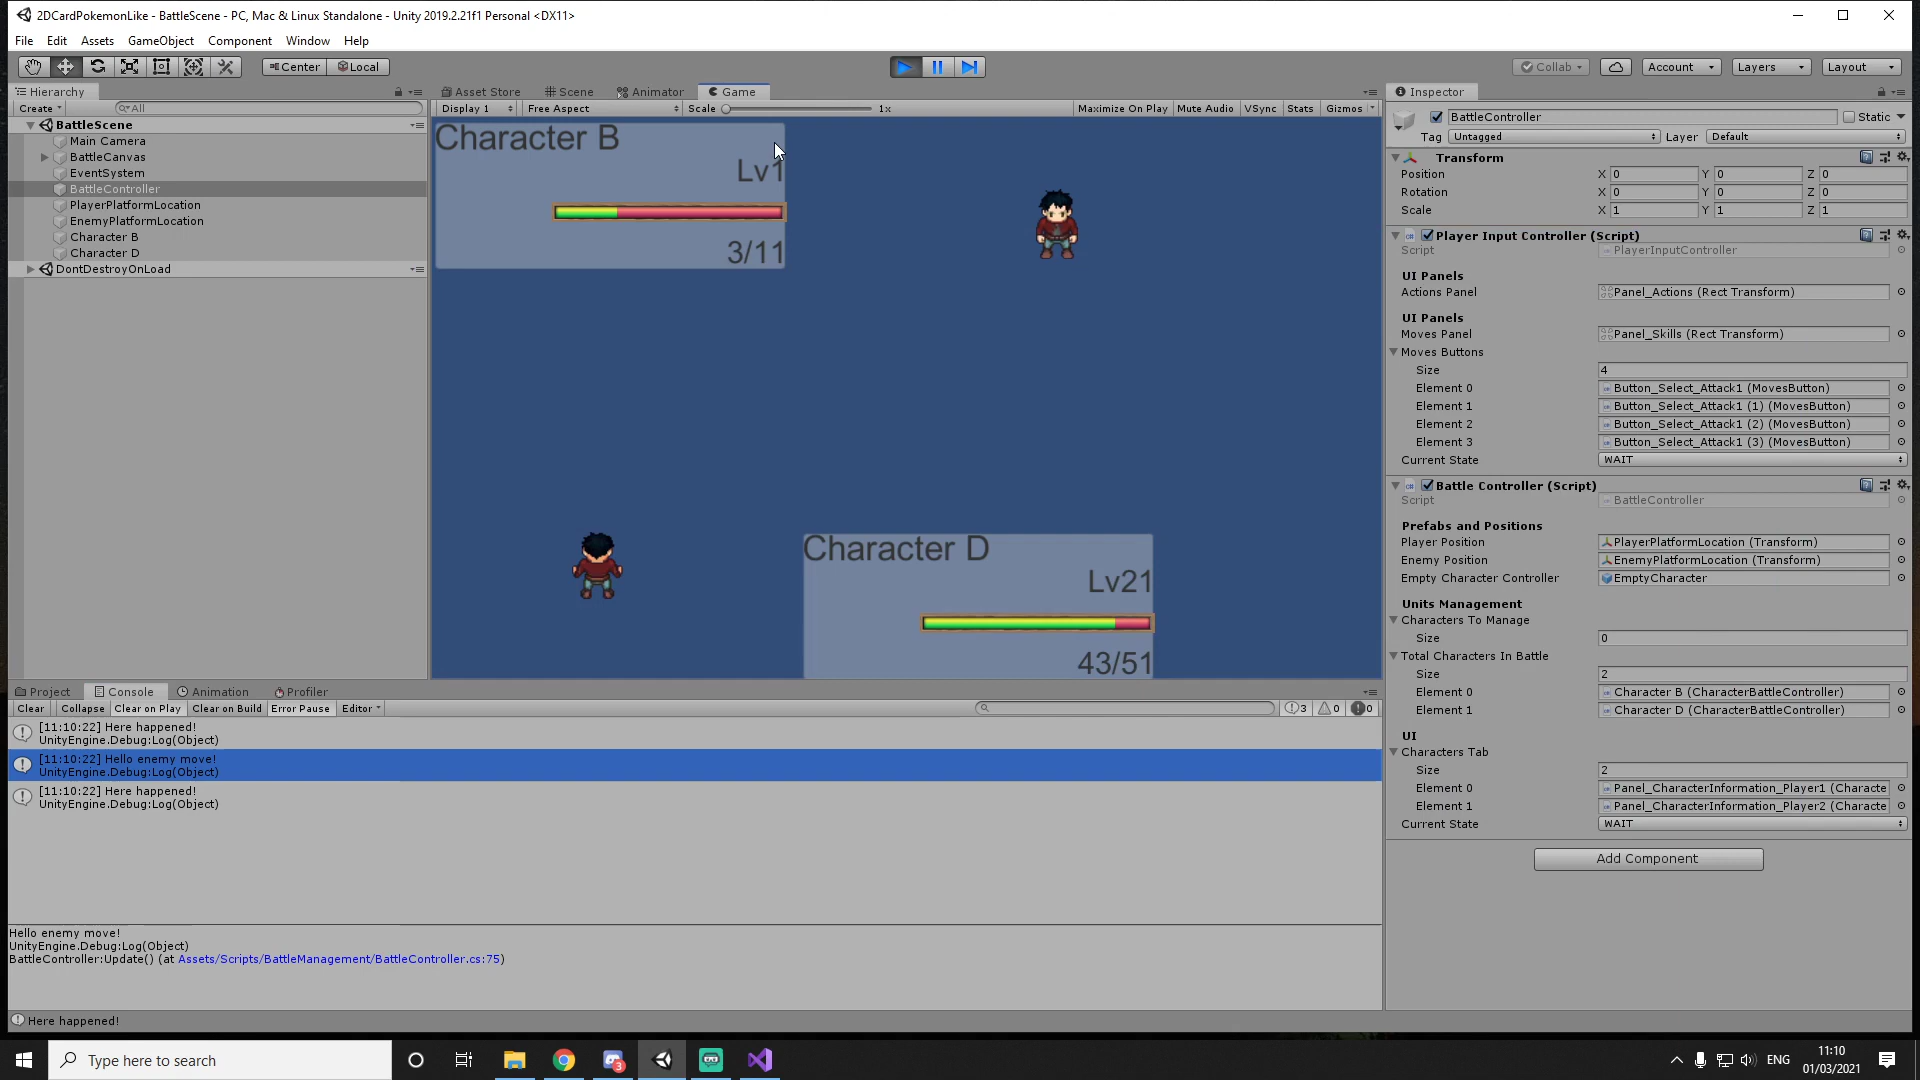 2DCardPokemonLike - BattleScene - PC, Mac & Linux Standalone - Unity 2019.2.21f1 Personal <DX11>
File Edit Assets GameObject Component Window Help
Center Local Collab Account Layers Layout
Hierarchy
Create All
BattleScene
Main Camera
BattleCanvas
EventSystem
BattleController
PlayerPlatformLocation
EnemyPlatformLocation
Character B
Character D
DontDestroyOnLoad
Asset Store Scene Animator Game
Display 1 Free Aspect Scale 1x Maximize On Play Mute Audio VSync Stats Gizmos
Character B
Lv1
3/11
Character D
Lv21
43/51
Inspector
BattleController Static
Tag Untagged Layer Default
Transform
Position X 0 Y 0 Z 0
Rotation X 0 Y 0 Z 0
Scale X 1 Y 1 Z 1
Player Input Controller (Script)
Script PlayerInputController
UI Panels
Actions Panel Panel_Actions (Rect Transform)
UI Panels
Moves Panel Panel_Skills (Rect Transform)
Moves Buttons
Size 4
Element 0 Button_Select_Attack1 (MovesButton)
Element 1 Button_Select_Attack1 (1) (MovesButton)
Element 2 Button_Select_Attack1 (2) (MovesButton)
Element 3 Button_Select_Attack1 (3) (MovesButton)
Current State WAIT
Battle Controller (Script)
Script BattleController
Prefabs and Positions
Player Position PlayerPlatformLocation (Transform)
Enemy Position EnemyPlatformLocation (Transform)
Empty Character Controller EmptyCharacter
Units Management
Characters To Manage
Size 0
Total Characters In Battle
Size 2
Element 0 Character B (CharacterBattleController)
Element 1 Character D (CharacterBattleController)
UI
Characters Tab
Size 2
Element 0 Panel_CharacterInformation_Player1 (Characte
Element 1 Panel_CharacterInformation_Player2 (Characte
Current State WAIT
Add Component
Project Console Animation Profiler
Clear Collapse Clear on Play Clear on Build Error Pause Editor 3 0 0
[11:10:22] Here happened!
UnityEngine.Debug:Log(Object)
[11:10:22] Hello enemy move!
UnityEngine.Debug:Log(Object)
[11:10:22] Here happened!
UnityEngine.Debug:Log(Object)
Hello enemy move!
UnityEngine.Debug:Log(Object)
BattleController:Update() (at Assets/Scripts/BattleManagement/BattleController.cs:75)
Here happened!
Type here to search
3
ENG
11:10
01/03/2021